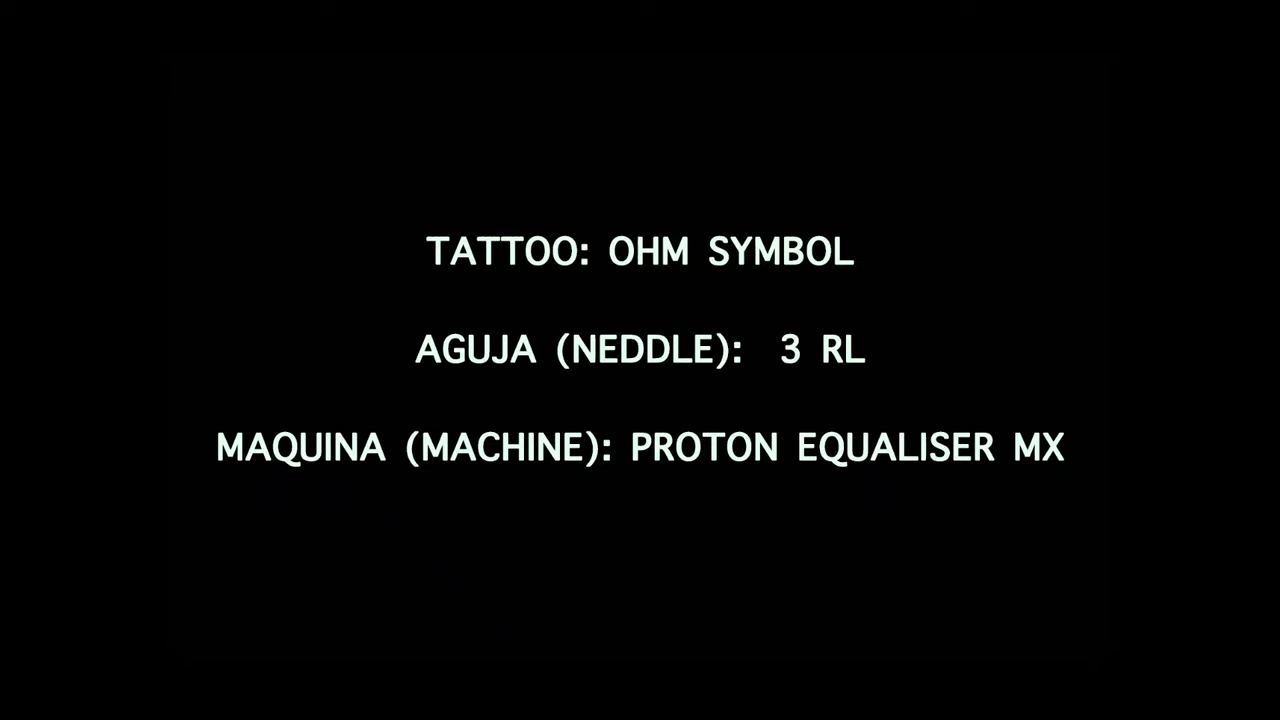 TATTOO: OHM SYMBOL
AGUJA (NEDDLE): 3 RL
MAQUINA (MACHINE): PROTON EQUALISER MX